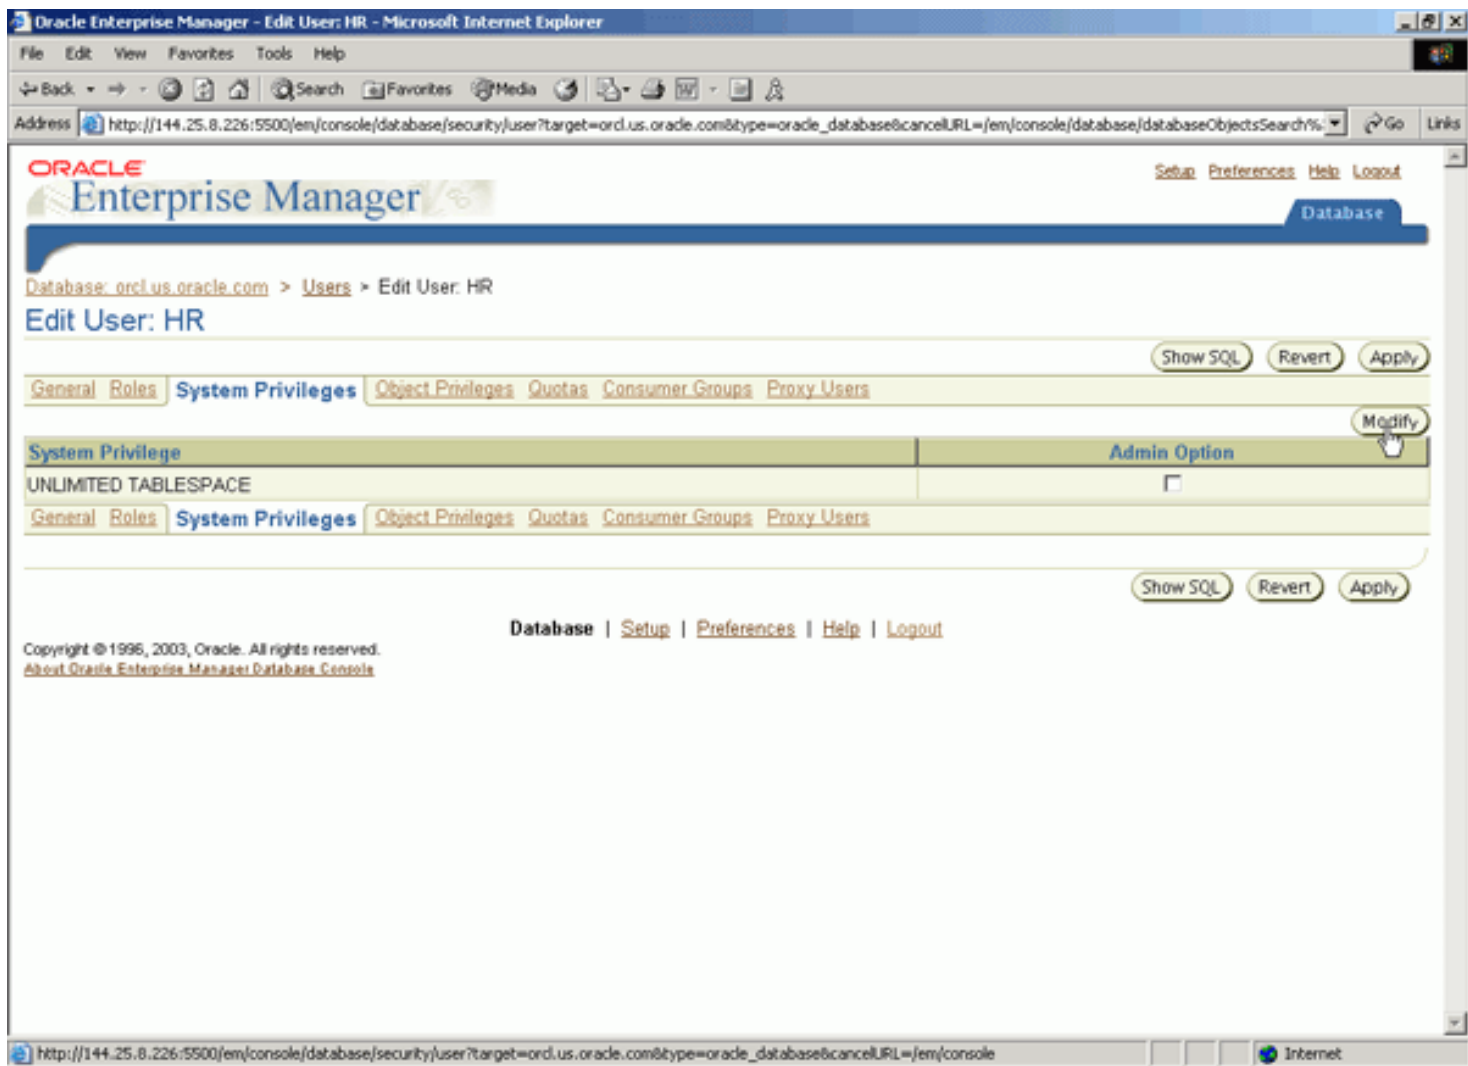 Oracle Enterprise Manager - Edit User: HR - Microsoft Internet Explorer
File Edit View Favorites Tools Help
Back Search Favorites Media
Address http://144.25.8.226:5500/em/console/database/security/user?target=orcl.us.oracle.com&type=oracle_database&cancelURL=/em/console/database/databaseObjectsSearch% Go Links
ORACLE
Enterprise Manager
Setup Preferences Help Logout
Database
Database: orcl.us.oracle.com > Users > Edit User: HR
Edit User: HR
Show SQL Revert Apply
General Roles System Privileges Object Privileges Quotas Consumer Groups Proxy Users
Modify
System Privilege Admin Option
UNLIMITED TABLESPACE
General Roles System Privileges Object Privileges Quotas Consumer Groups Proxy Users
Show SQL Revert Apply
Database | Setup | Preferences | Help | Logout
Copyright © 1996, 2003, Oracle. All rights reserved.
About Oracle Enterprise Manager Database Console
http://144.25.8.226:5500/em/console/database/security/user?target=orcl.us.oracle.com&type=oracle_database&cancelURL=/em/console Internet